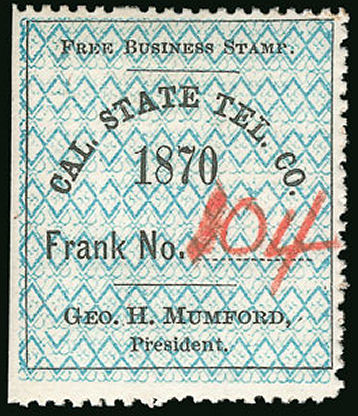 FREE BUSINESS STAMP.
CAL. STATE TEL. CO.
1870
Frank No. 104
GEO. H. MUMFORD,
President.